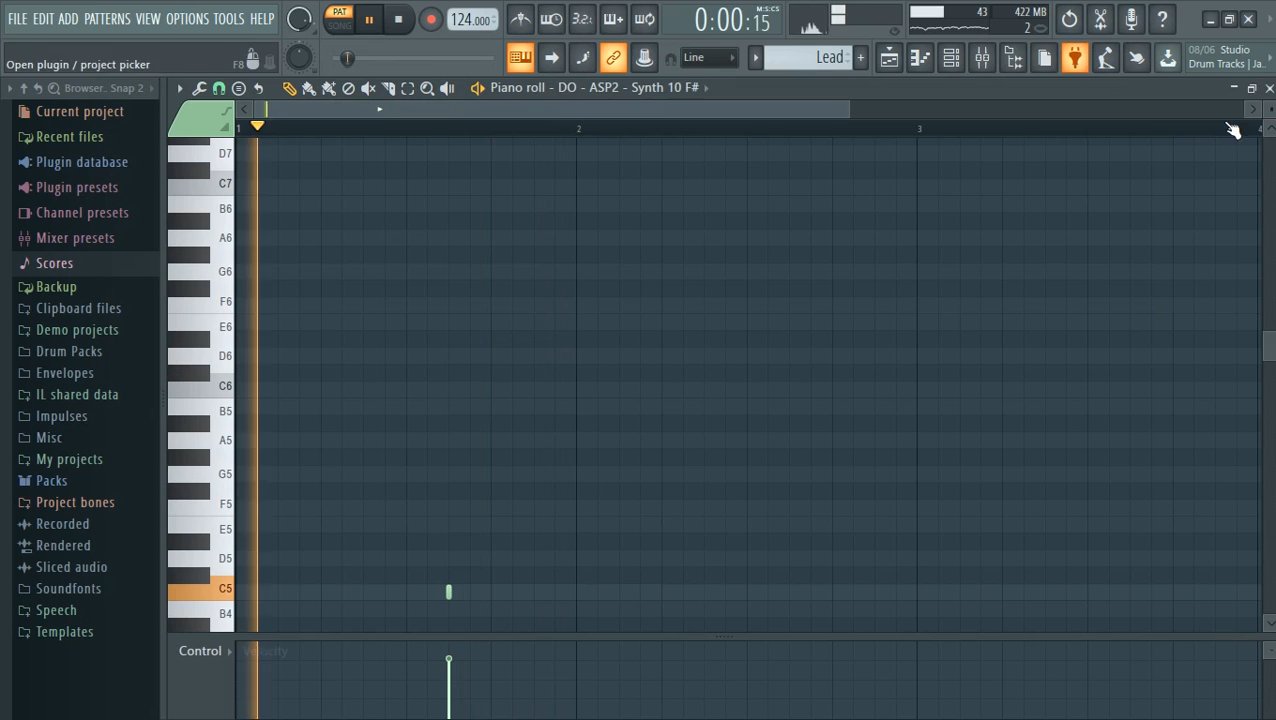 FILE EDIT ADD PATTERNS VIEW OPTIONS TOOLS HELP
PAT
SONG
124.000
3.2.
0:00:15
M:S:CS
43
422 MB
2
Open plugin / project picker
F8
Line
Lead
08/06 Studio
Drum Tracks | Ja..
Browser.. Snap 2
Piano roll - DO - ASP2 - Synth 10 F#
Current project
Recent files
Plugin database
Plugin presets
Channel presets
Mixer presets
Scores
Backup
Clipboard files
Demo projects
Drum Packs
Envelopes
IL shared data
Impulses
Misc
My projects
Packs
Project bones
Recorded
Rendered
Sliced audio
Soundfonts
Speech
Templates
1
2
3
4
D7
C7
B6
A6
G6
F6
E6
D6
C6
B5
A5
G5
F5
E5
D5
C5
B4
Control
Velocity